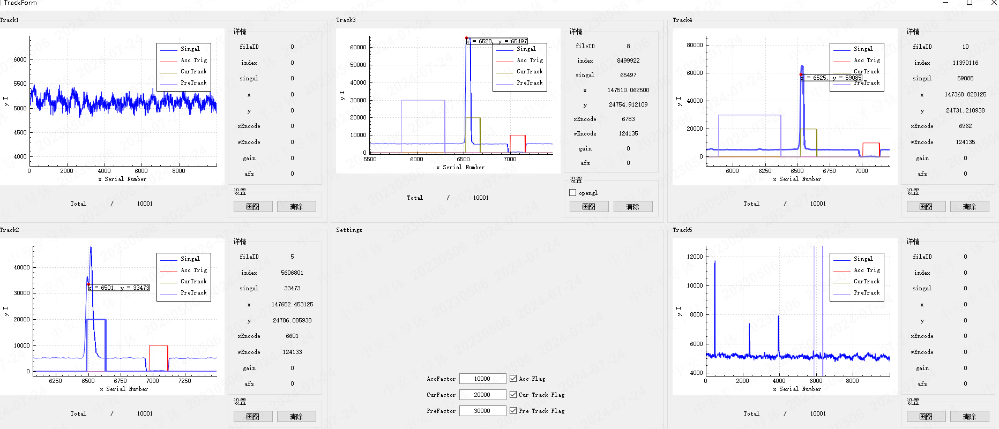 TrackForm
Track1
6000
5500
5000
4500
4000
y I
0
2000
4000
6000
8000
x Serial Number
Singal
Acc Trig
CurTrack
PreTrack
Total / 10001
详情
fileID 0
index 0
singal 0
x 0
y 0
xEncode 0
wEncode 0
gain 0
afs 0
设置
画图 清除
Track3
60000
50000
40000
30000
20000
10000
0
y I
5500
6000
6500
7000
x Serial Number
x = 6528, y = 65497
Singal
Acc Trig
CurTrack
PreTrack
Total / 10001
详情
fileID 8
index 8499922
singal 65497
x 147510.062500
y 24754.912109
xEncode 6783
wEncode 124135
gain 0
afs 0
设置
opengl
画图 清除
Track4
80000
60000
40000
20000
0
y I
6000
6250
6500
6750
7000
x Serial Number
x = 6525, y = 59085
Singal
Acc Trig
CurTrack
PreTrack
Total / 10001
详情
fileID 10
index 11390116
singal 59085
x 147368.828125
y 24731.210938
xEncode 6962
wEncode 124135
gain 0
afs 0
设置
画图 清除
Track2
40000
30000
20000
10000
0
y I
6250
6500
6750
7000
7250
x Serial Number
x = 6501, y = 33473
Singal
Acc Trig
CurTrack
PreTrack
Total / 10001
详情
fileID 5
index 5606801
singal 33473
x 147652.453125
y 24786.085938
xEncode 6601
wEncode 124133
gain 0
afs 0
设置
画图 清除
Settings
AccFactor 10000 Acc Flag
CurFactor 20000 Cur Track Flag
PreFactor 30000 Pre Track Flag
Track5
12000
10000
8000
6000
4000
y I
0
2000
4000
6000
8000
x Serial Number
Singal
Acc Trig
CurTrack
PreTrack
Total / 10001
详情
fileID 0
index 0
singal 0
x 0
y 0
xEncode 0
wEncode 0
gain 0
afs 0
设置
画图 清除
中安半导体 20230506 2024-07-24